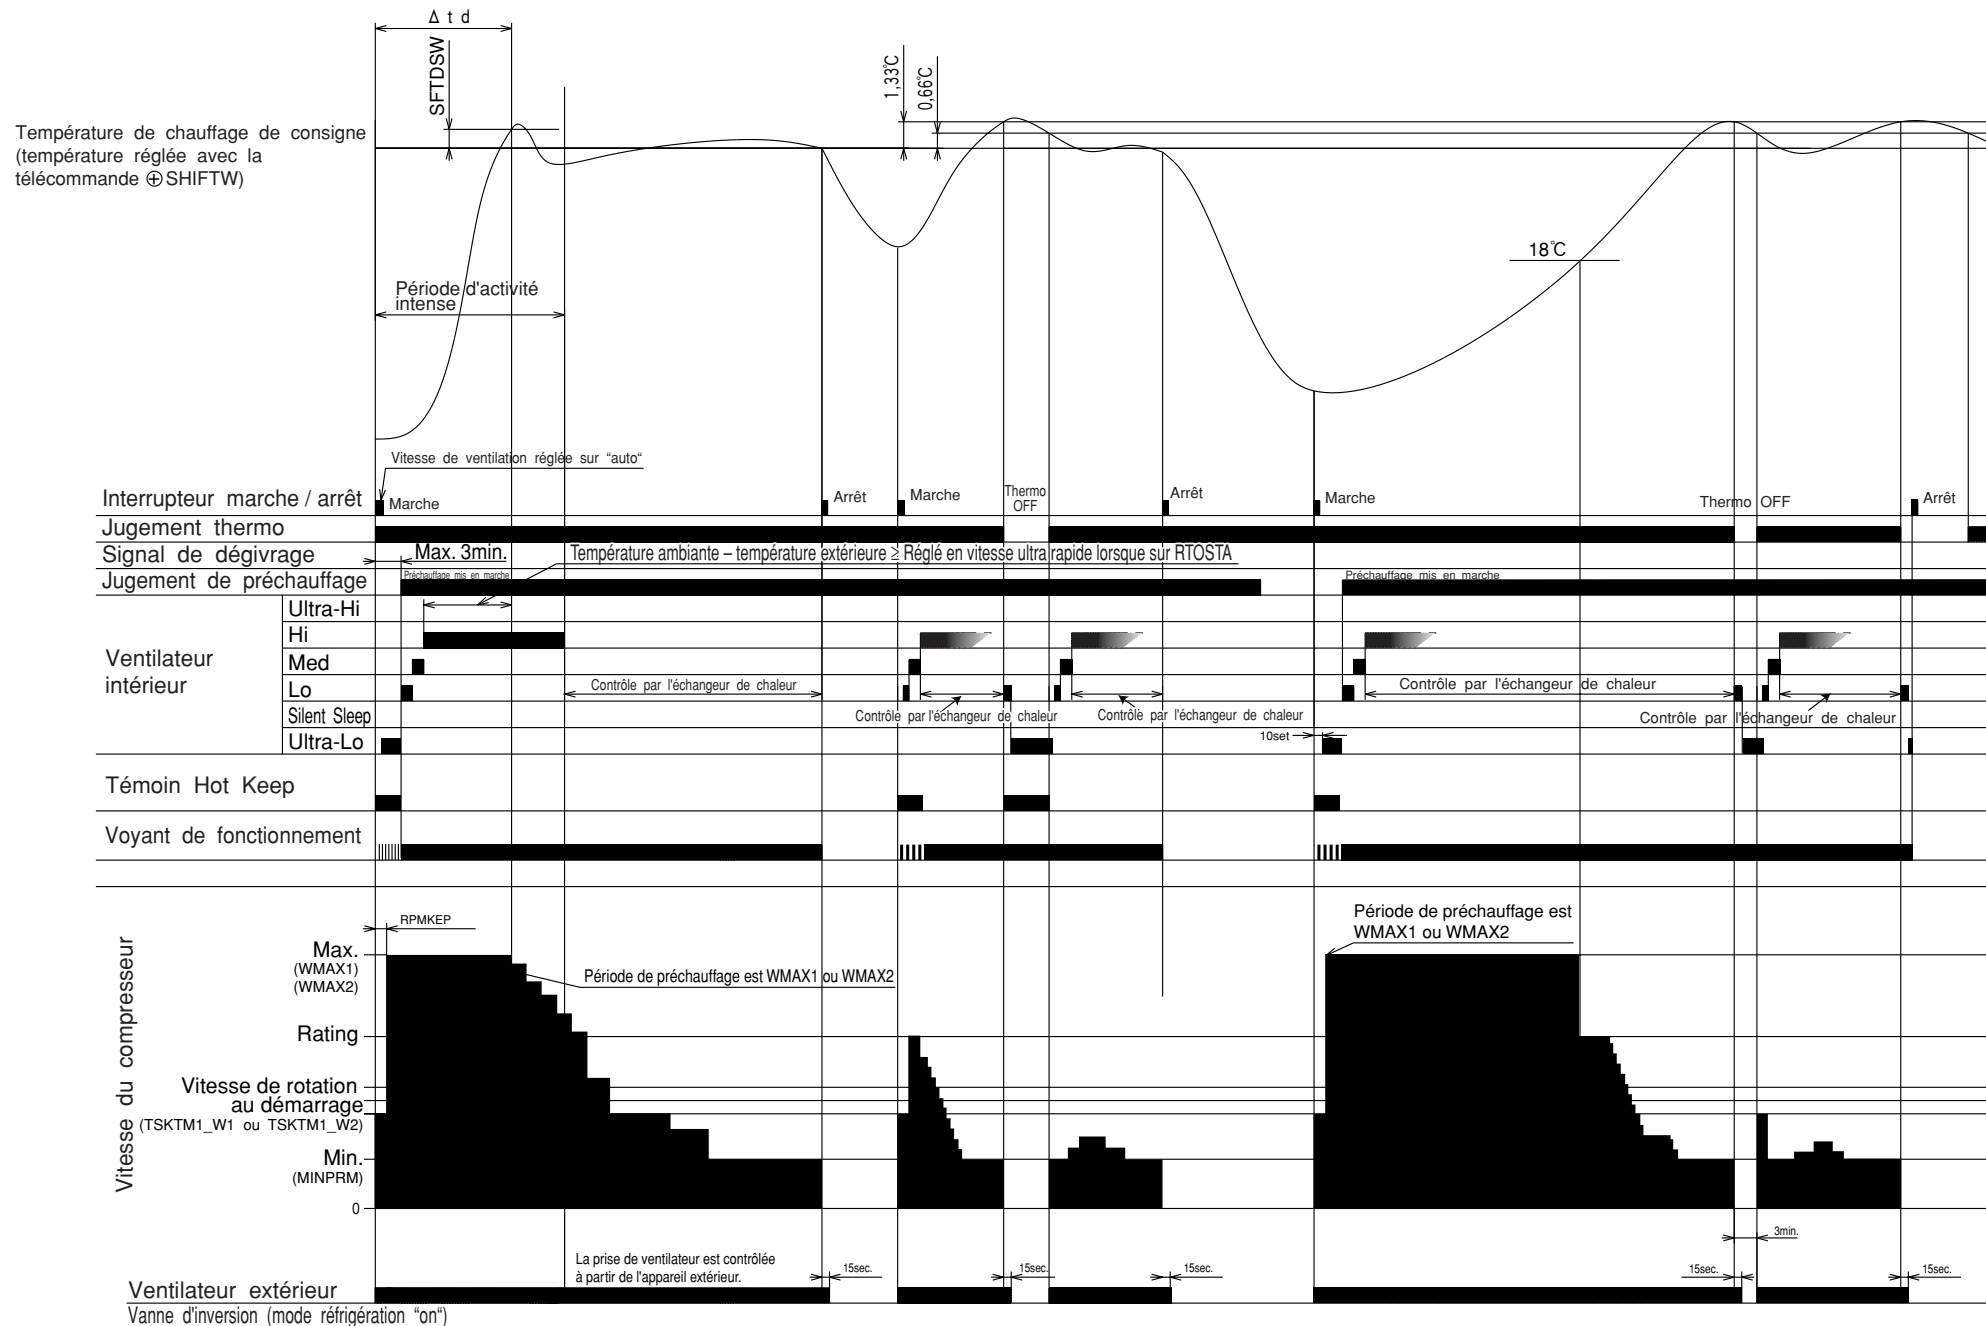 Δ t d
SFTDSW
1,33℃
0,66℃
Température de chauffage de consigne
(température réglée avec la
télécommande ⊕SHIFTW)
18℃
Période d'activité
intense
Vitesse de ventilation réglée sur “auto“
Interrupteur marche / arrêt
Marche
Arrêt
Marche
Thermo
OFF
Arrêt
Marche
Thermo OFF
Arrêt
Jugement thermo
Signal de dégivrage
Max. 3min.
Température ambiante – température extérieure ≥ Réglé en vitesse ultra rapide lorsque sur RTOSTA
Jugement de préchauffage
Préchauffage mis en marche
Préchauffage mis en marche
Ventilateur
intérieur
Ultra-Hi
Hi
Med
Lo
Silent Sleep
Ultra-Lo
Contrôle par l'échangeur de chaleur
Contrôle par l'échangeur de chaleur
Contrôle par l'échangeur de chaleur
Contrôle par l'échangeur de chaleur
Contrôle par l'échangeur de chaleur
10set
Témoin Hot Keep
Voyant de fonctionnement
Vitesse du compresseur
RPMKEP
Max.
(WMAX1)
(WMAX2)
Période de préchauffage est WMAX1 ou WMAX2
Période de préchauffage est
WMAX1 ou WMAX2
Rating
Vitesse de rotation
au démarrage
(TSKTM1_W1 ou TSKTM1_W2)
Min.
(MINPRM)
0
3min.
La prise de ventilateur est contrôlée
à partir de l'appareil extérieur.
15sec.
15sec.
15sec.
15sec.
15sec.
Ventilateur extérieur
Vanne d'inversion (mode réfrigération “on“)